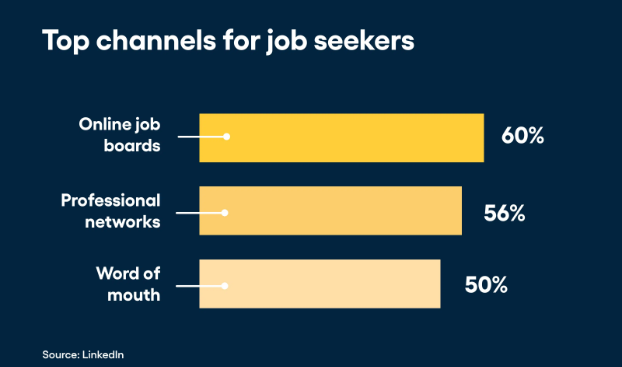 Top channels for job seekers
Online job
boards
60%
Professional
networks
56%
Word of
mouth
50%
Source: LinkedIn